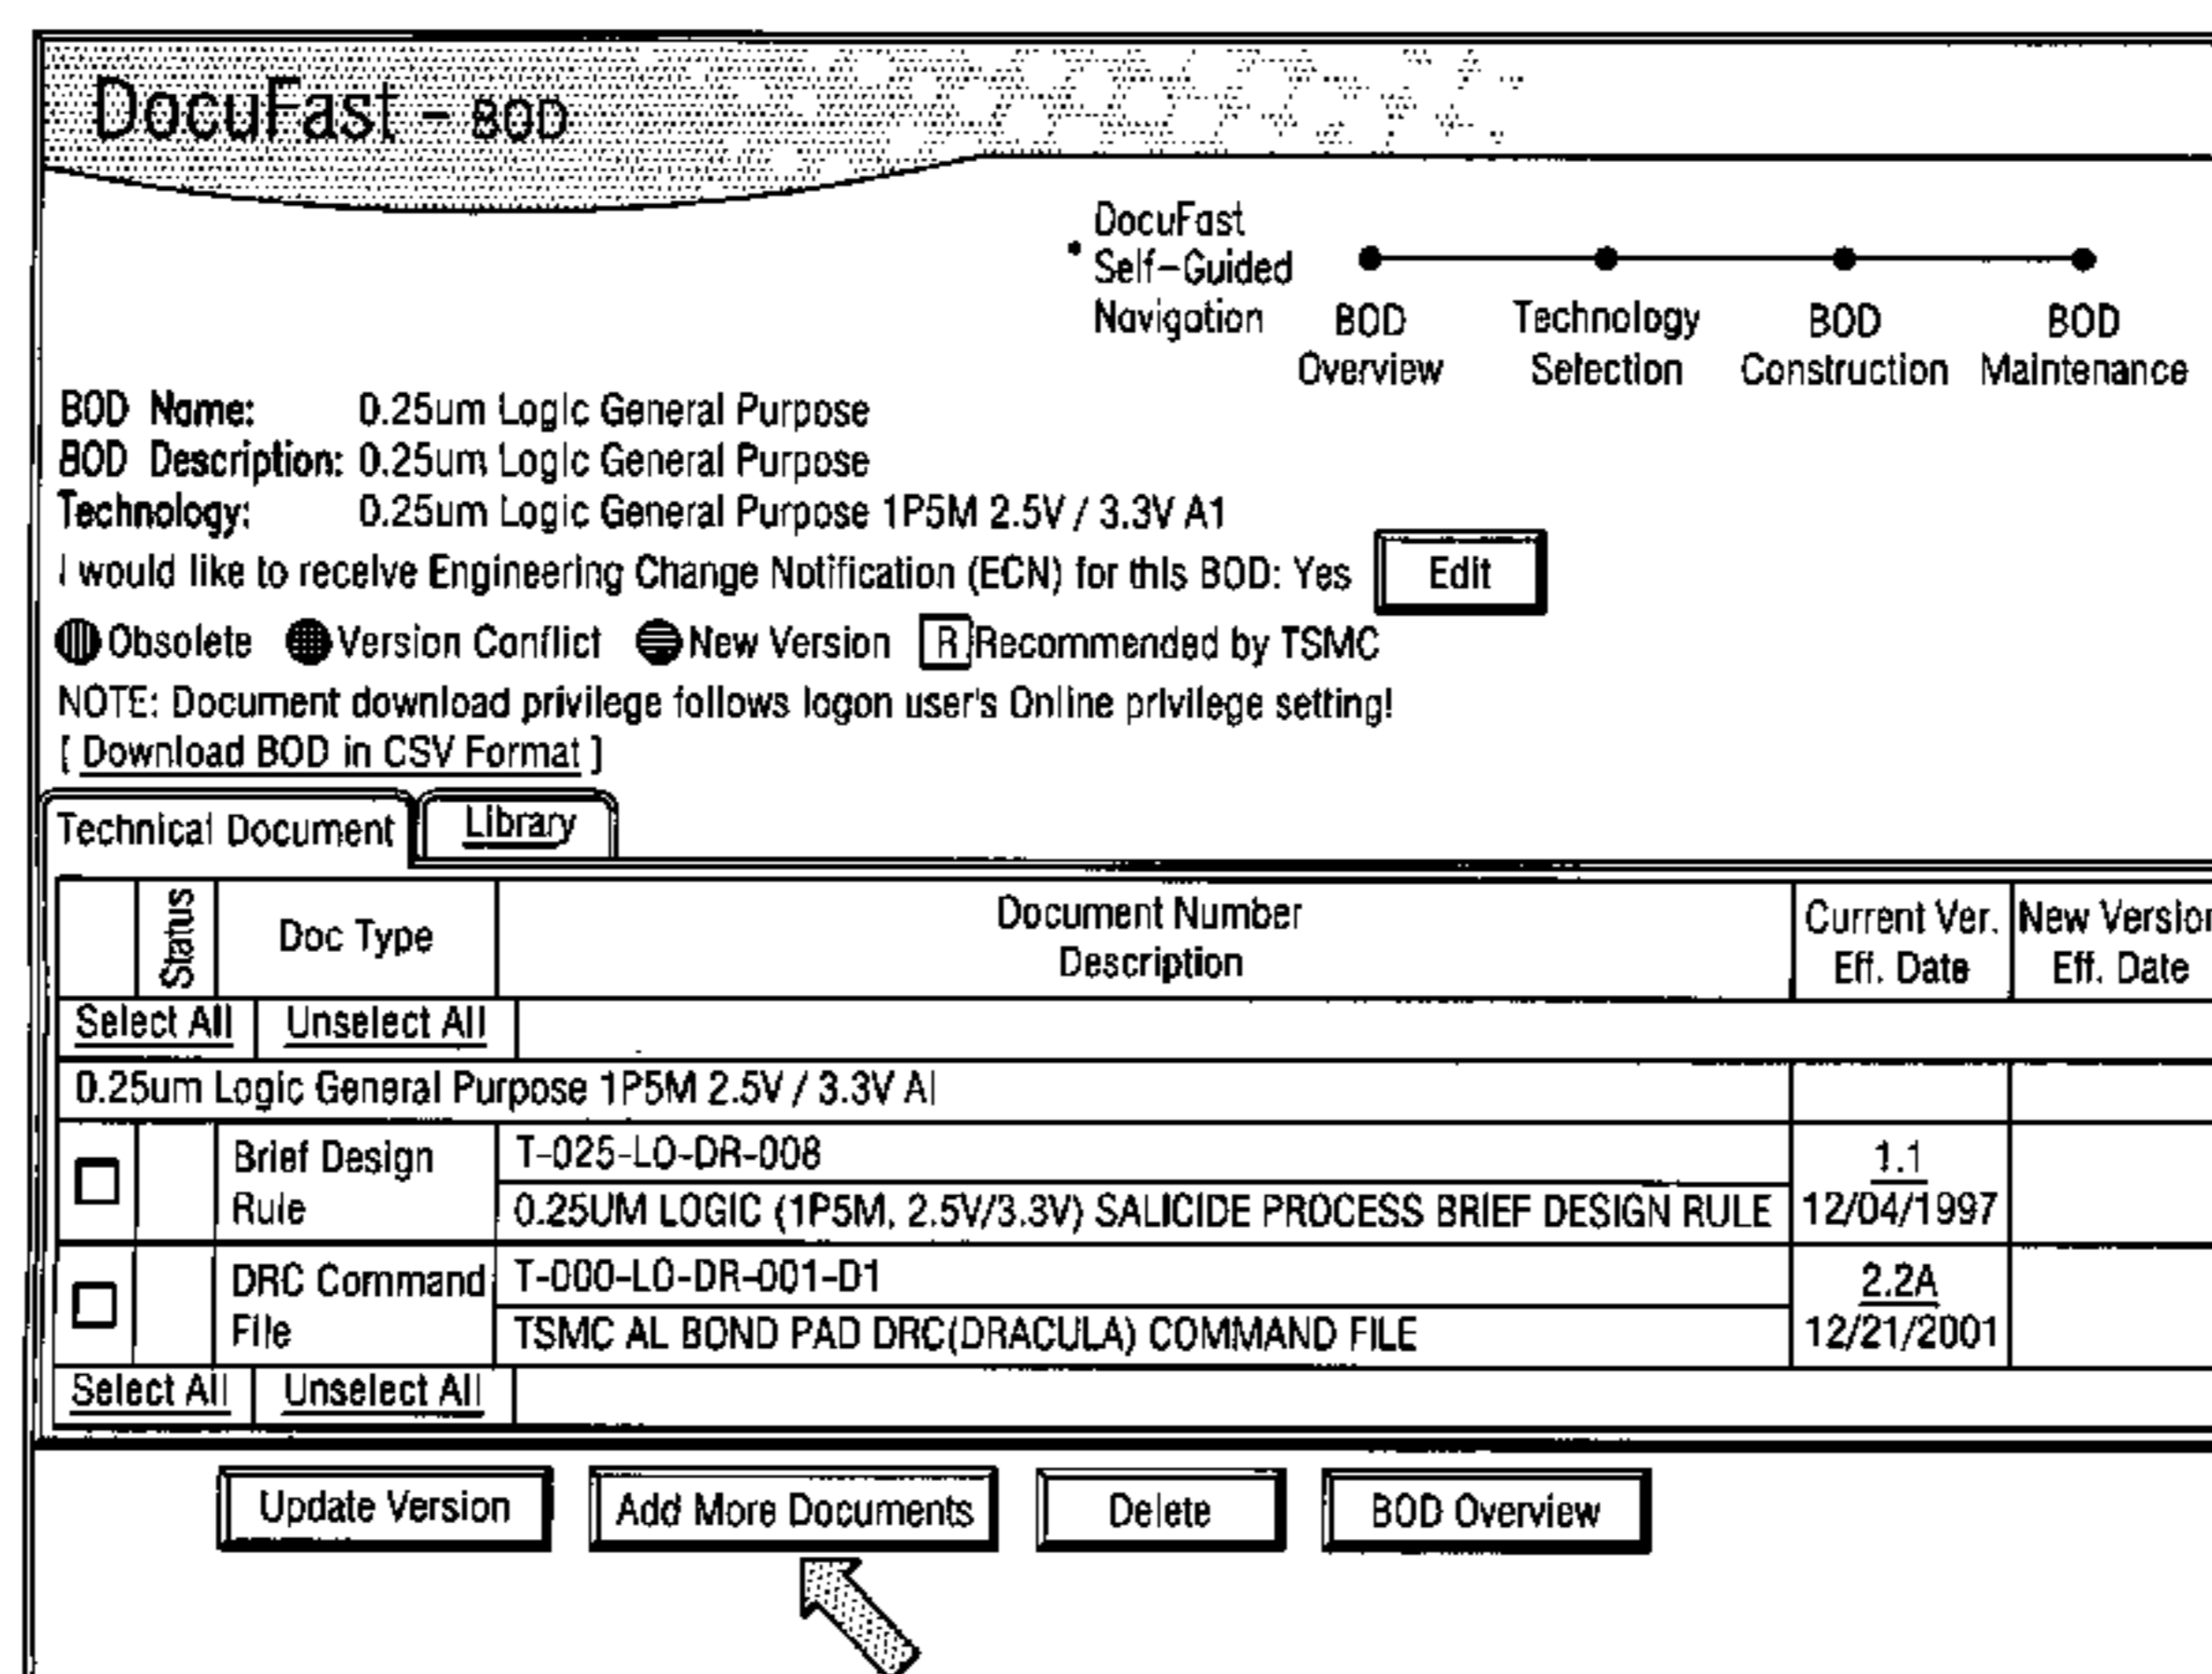 DocuFast - BOD
DocuFast
Self-Guided
Navigation
BOD
Overview
Technology
Selection
BOD
Construction
BOD
Maintenance
BOD Name: 0.25um Logic General Purpose
BOD Description: 0.25um Logic General Purpose
Technology: 0.25um Logic General Purpose 1P5M 2.5V / 3.3V A1
I would like to receive Engineering Change Notification (ECN) for this BOD: Yes Edit
Obsolete Version Conflict New Version R Recommended by TSMC
NOTE: Document download privilege follows logon user's Online privilege setting!
[ Download BOD in CSV Format ]
Technical Document Library
Status
Doc Type
Document Number
Description
Current Ver.
Eff. Date
New Version
Eff. Date
Select All Unselect All
0.25um Logic General Purpose 1P5M 2.5V / 3.3V Al
Brief Design
Rule
T-025-LO-DR-008
0.25UM LOGIC (1P5M, 2.5V/3.3V) SALICIDE PROCESS BRIEF DESIGN RULE
1.1
12/04/1997
DRC Command
File
T-000-LO-DR-001-D1
TSMC AL BOND PAD DRC(DRACULA) COMMAND FILE
2.2A
12/21/2001
Select All Unselect All
Update Version Add More Documents Delete BOD Overview